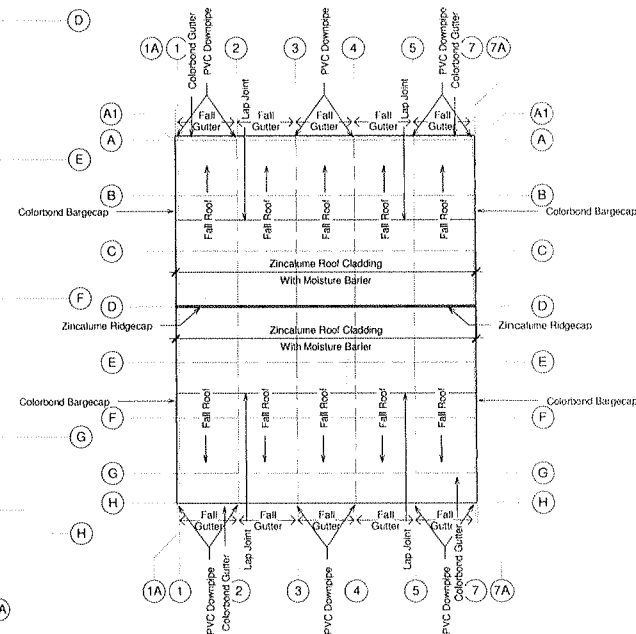 D
1A 1 Colorbond Gutter PVC Downpipe 2 3 PVC Downpipe 4 5 PVC Downpipe Colorbond Gutter 7 7A
Lap Joint Lap Joint
A1 Fall Fall Fall Fall Fall A1
Gutter Gutter Gutter Gutter Gutter
A A
E
B B
Fall Roof Fall Roof Fall Roof Fall Roof Fall Roof
Colorbond Bargecap Colorbond Bargecap
C C
Zincalume Roof Cladding
With Moisture Barier
F
D D
Zincalume Ridgecap Zincalume Ridgecap
Zincalume Roof Cladding
With Moisture Barier
E E
Colorbond Bargecap Colorbond Bargecap
Fall Roof Fall Roof Fall Roof Fall Roof Fall Roof
F F
G
G G
H H
Fall Fall Fall Fall Fall
Gutter Gutter Gutter Gutter Gutter
H
Lap Joint Lap Joint
1A 1 PVC Downpipe Colorbond Gutter 2 3 PVC Downpipe 4 5 PVC Downpipe Colorbond Gutter 7 7A
A